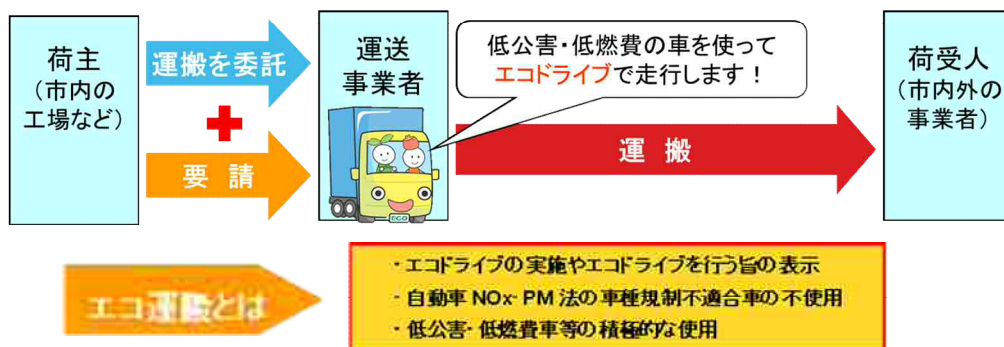 荷主
(市内の
工場など)
運搬を委託
要 請
運送
事業者
低公害・低燃費の車を使って
エコドライブで走行します!
ECO
運 搬
荷受人
(市内外の
事業者)
エコ運搬とは
・エコドライブの実施やエコドライブを行う旨の表示
・自動車 NOx・PM 法の車種規制不適合車の不使用
・低公害・低燃費車等の積極的な使用